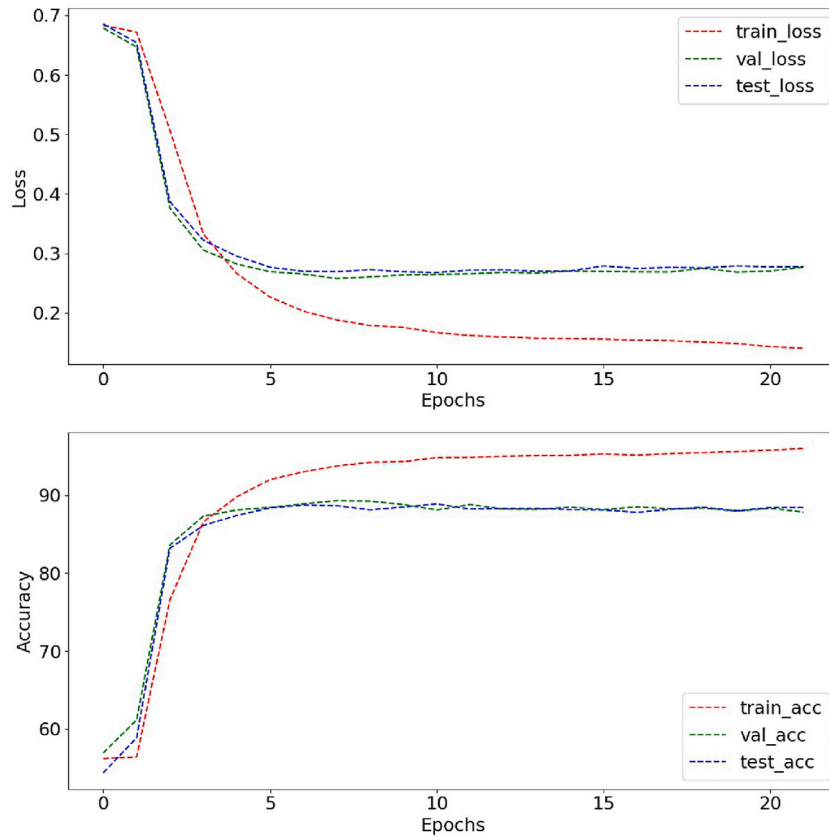 0.7
0.6
0.5
0.4
0.3
0.2
Loss
train_loss
val_loss
test_loss
0 5 10 15 20
Epochs
90
80
70
60
Accuracy
train_acc
val_acc
test_acc
0 5 10 15 20
Epochs